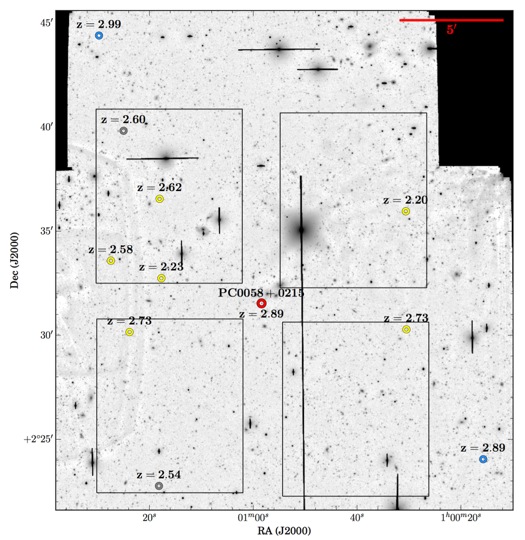 45′
z = 2.99
5′
40′
z = 2.60
z = 2.62
z = 2.20
35′
z = 2.58
z = 2.23
PC0058+0215
z = 2.89
30′
z = 2.73
z = 2.73
+2°25′
z = 2.89
z = 2.54
20ˢ
01ᵐ00ˢ
40ˢ
1ʰ00ᵐ20ˢ
RA (J2000)
Dec (J2000)